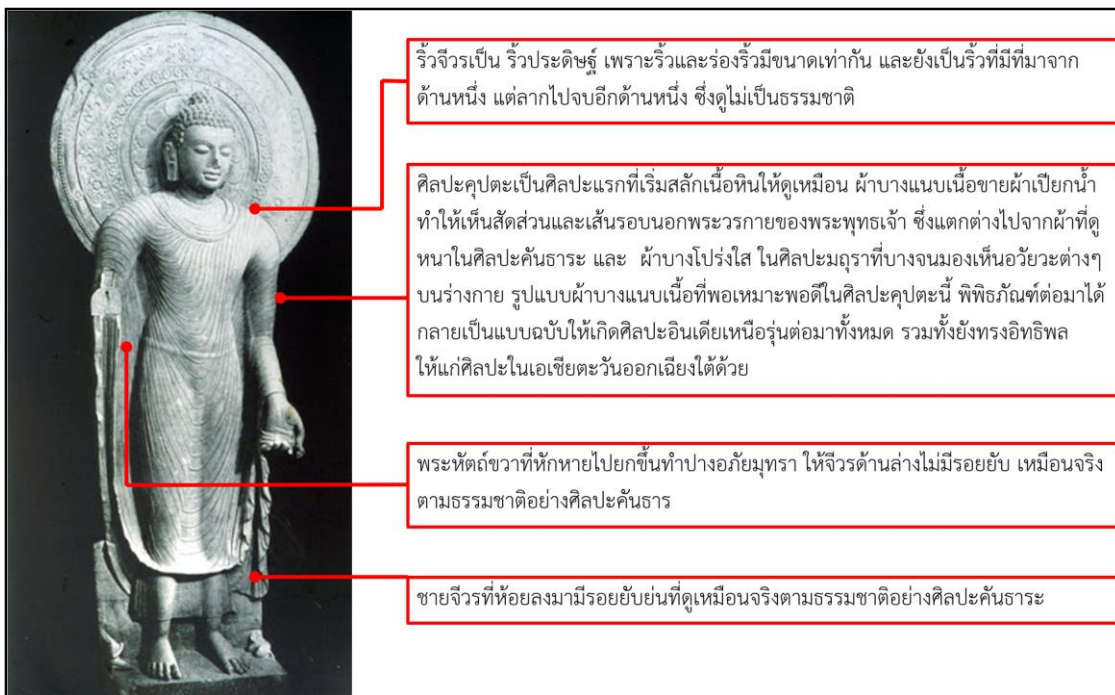 ริ้วจีวรเป็น ริ้วประดิษฐ์ เพราะริ้วและร่องริ้วมีขนาดเท่ากัน และยังเป็นริ้วที่มีที่มาจาก
ด้านหนึ่ง แต่ลากไปจบอีกด้านหนึ่ง ซึ่งดูไม่เป็นธรรมชาติ
ศิลปะคุปตะเป็นศิลปะแรกที่เริ่มสลักเนื้อหินให้ดูเหมือน ผ้าบางแนบเนื้อขายผ้าเปียกน้ำ
ทำให้เห็นสัดส่วนและเส้นรอบนอกพระวรกายของพระพุทธเจ้า ซึ่งแตกต่างไปจากผ้าที่ดู
หนาในศิลปะคันธาระ และ ผ้าบางโปร่งใส ในศิลปะมถุราที่บางจนมองเห็นอวัยวะต่างๆ
บนร่างกาย รูปแบบผ้าบางแนบเนื้อที่พอเหมาะพอดีในศิลปะคุปตะนี้ พิพิธภัณฑ์ต่อมาได้
กลายเป็นแบบฉบับให้เกิดศิลปะอินเดียเหนือรุ่นต่อมาทั้งหมด รวมทั้งยังทรงอิทธิพล
ให้แก่ศิลปะในเอเชียตะวันออกเฉียงใต้ด้วย
พระหัตถ์ขวาที่หักหายไปยกขึ้นทำปางอภัยมุทรา ให้จีวรด้านล่างไม่มีรอยยับ เหมือนจริง
ตามธรรมชาติอย่างศิลปะคันธาร
ชายจีวรที่ห้อยลงมามีรอยยับย่นที่ดูเหมือนจริงตามธรรมชาติอย่างศิลปะคันธาระ